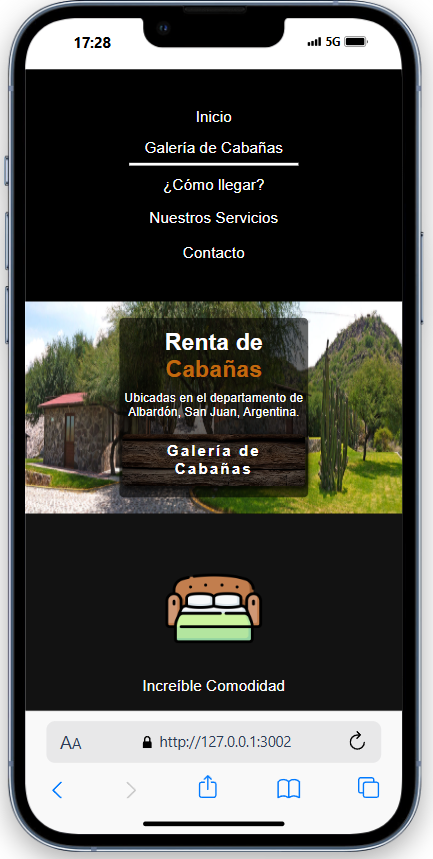 17:28
5G
Inicio
Galería de Cabañas
¿Cómo llegar?
Nuestros Servicios
Contacto
Renta de
Cabañas
Ubicadas en el departamento de
Albardón, San Juan, Argentina.
Galería de
Cabañas
Increíble Comodidad
AA
http://127.0.0.1:3002